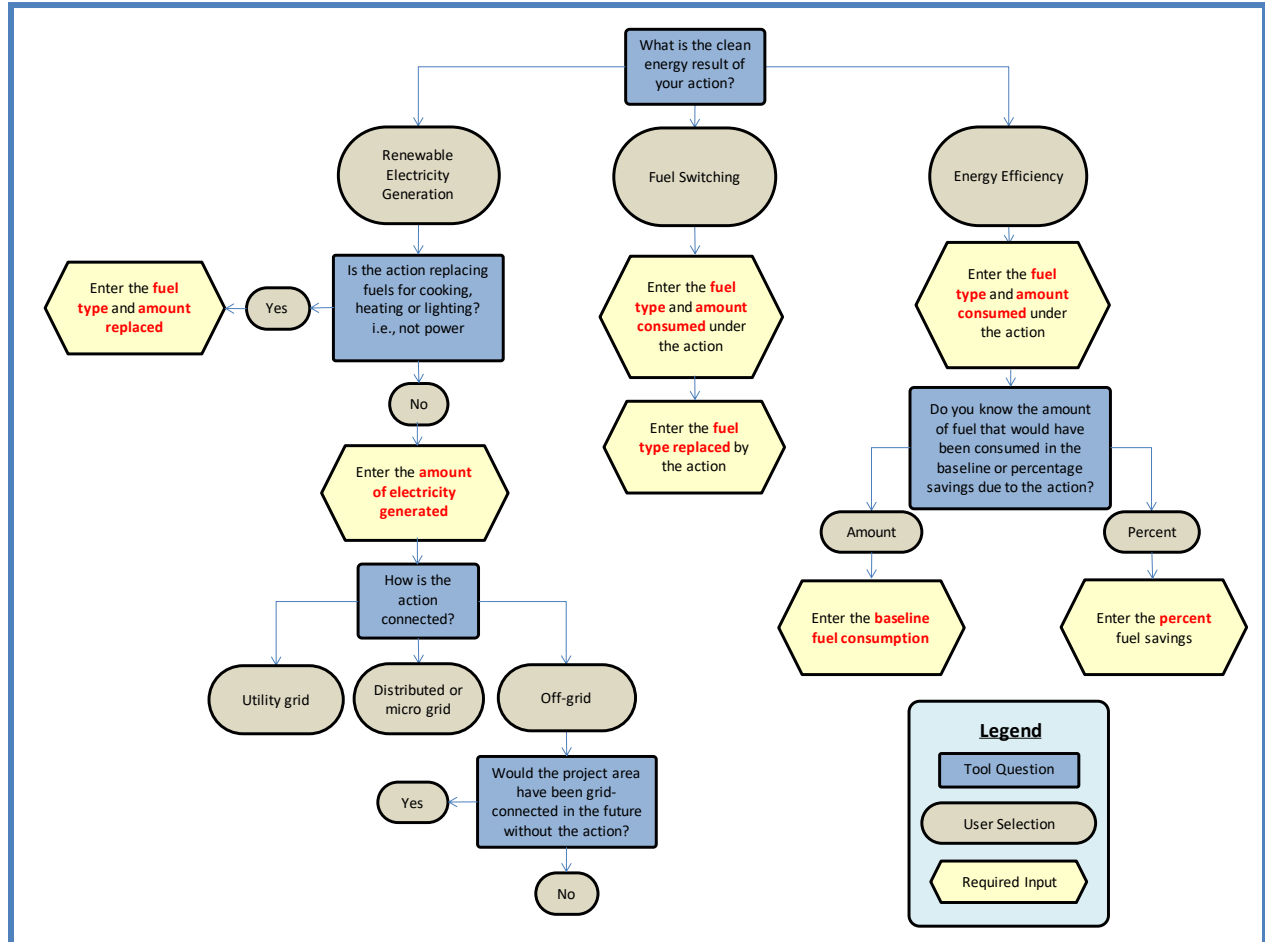 What is the clean
energy result of
your action?
Renewable
Electricity
Generation
Fuel Switching
Energy Efficiency
Is the action replacing
fuels for cooking,
heating or lighting?
i.e., not power
Yes
Enter the fuel
type and amount
replaced
No
Enter the amount
of electricity
generated
How is the
action
connected?
Utility grid
Distributed or
micro grid
Off-grid
Would the project area
have been grid-
connected in the future
without the action?
Yes
No
Enter the fuel
type and amount
consumed under
the action
Enter the fuel
type replaced by
the action
Enter the fuel
type and amount
consumed under
the action
Do you know the amount
of fuel that would have
been consumed in the
baseline or percentage
savings due to the action?
Amount
Percent
Enter the baseline
fuel consumption
Enter the percent
fuel savings
Legend
Tool Question
User Selection
Required Input